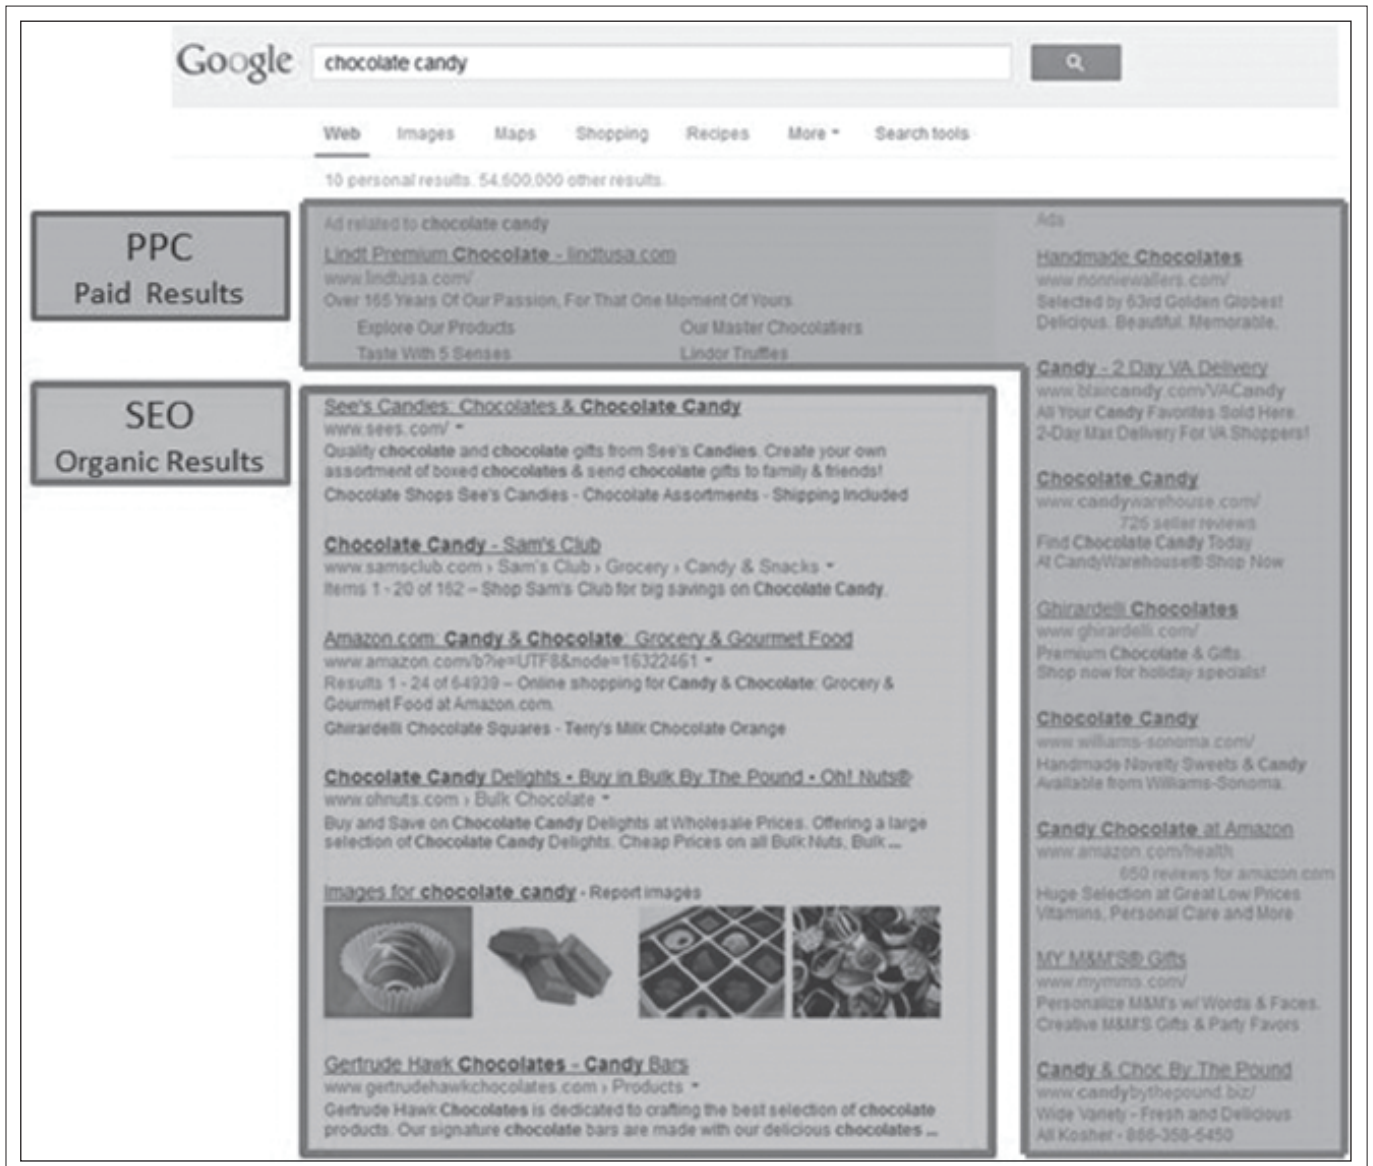 Google
chocolate candy
Web Images Maps Shopping Recipes More Search tools
10 personal results. 54,600,000 other results.
PPC
Paid Results
Ad related to chocolate candy
Lindt Premium Chocolate - lindtusa.com
www.lindtusa.com/
Over 165 Years Of Our Passion, For That One Moment Of Yours.
Explore Our Products Our Master Chocolatiers
Taste With 5 Senses Lindor Truffles
SEO
Organic Results
See's Candies: Chocolates & Chocolate Candy
www.sees.com/
Quality chocolate and chocolate gifts from See's Candies. Create your own
assortment of boxed chocolates & send chocolate gifts to family & friends!
Chocolate Shops See's Candies - Chocolate Assortments - Shipping Included
Chocolate Candy - Sam's Club
www.samsclub.com › Sam's Club › Grocery › Candy & Snacks
Items 1 - 20 of 162 – Shop Sam's Club for big savings on Chocolate Candy.
Amazon.com: Candy & Chocolate: Grocery & Gourmet Food
www.amazon.com/b?ie=UTF8&node=16322461
Results 1 - 24 of 64939 – Online shopping for Candy & Chocolate: Grocery &
Gourmet Food at Amazon.com.
Ghirardelli Chocolate Squares - Terry's Milk Chocolate Orange
Chocolate Candy Delights • Buy in Bulk By The Pound • Oh! Nuts®
www.ohnuts.com › Bulk Chocolate
Buy and Save on Chocolate Candy Delights at Wholesale Prices. Offering a large
selection of Chocolate Candy Delights. Cheap Prices on all Bulk Nuts, Bulk ...
Images for chocolate candy - Report images
Gertrude Hawk Chocolates - Candy Bars
www.gertrudehawkchocolates.com › Products
Gertrude Hawk Chocolates is dedicated to crafting the best selection of chocolate
products. Our signature chocolate bars are made with our delicious chocolates ...
Ads
Handmade Chocolates
www.nonniewallers.com/
Selected by 63rd Golden Globes!
Delicious. Beautiful. Memorable.
Candy - 2 Day VA Delivery
www.blaircandy.com/VACandy
All Your Candy Favorites Sold Here.
2-Day Max Delivery For VA Shoppers!
Chocolate Candy
www.candywarehouse.com/
726 seller reviews
Find Chocolate Candy Today
At CandyWarehouse® Shop Now
Ghirardelli Chocolates
www.ghirardelli.com/
Premium Chocolate & Gifts.
Shop now for holiday specials!
Chocolate Candy
www.williams-sonoma.com/
Handmade Novelty Sweets & Candy
Available from Williams-Sonoma.
Candy Chocolate at Amazon
www.amazon.com/health
650 reviews for amazon.com
Huge Selection at Great Low Prices
Vitamins, Personal Care and More
MY M&M'S® Gifts
www.mymms.com/
Personalize M&M's w/ Words & Faces.
Creative M&M'S Gifts & Party Favors
Candy & Choc By The Pound
www.candybythepound.biz/
Wide Variety - Fresh and Delicious
All Kosher - 866-358-5450